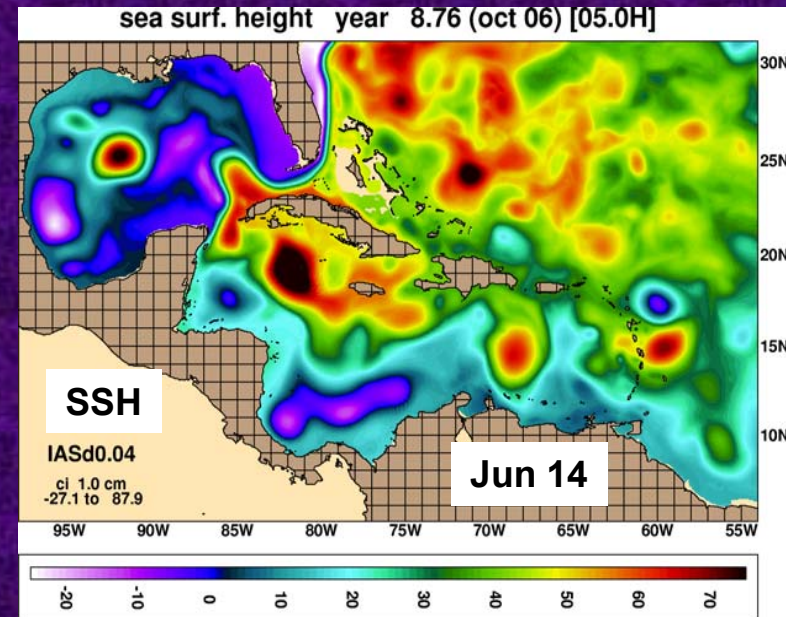 sea surf. height year 8.76 (oct 06) [05.0H]
30N
25N
20N
15N
10N
SSH
IASd0.04
ci 1.0 cm
-27.1 to 87.9
Jun 14
95W 90W 85W 80W 75W 70W 65W 60W 55W
-20 -10 0 10 20 30 40 50 60 70